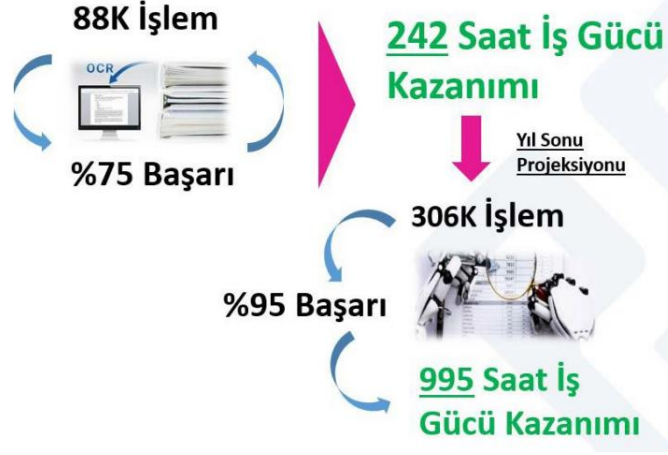 88K İşlem
OCR
%75 Başarı
242 Saat İş Gücü
Kazanımı
Yıl Sonu
Projeksiyonu
306K İşlem
%95 Başarı
995 Saat İş
Gücü Kazanımı